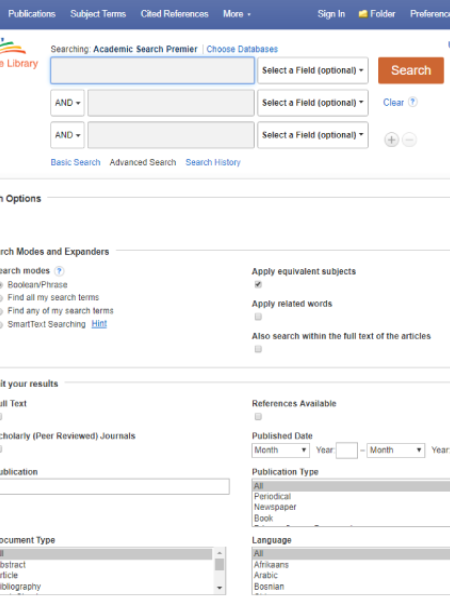 Publications Subject Terms Cited References More Sign In Folder Preference
Searching: Academic Search Premier Choose Databases
e Library
Select a Field (optional) Search
AND Select a Field (optional) Clear ?
AND Select a Field (optional)
Basic Search Advanced Search Search History
h Options
rch Modes and Expanders
earch modes ? Apply equivalent subjects
Boolean/Phrase
Find all my search terms Apply related words
Find any of my search terms
SmartText Searching Hint
Also search within the full text of the articles
it your results
ull Text References Available
cholarly (Peer Reviewed) Journals Published Date
Month Year: – Month Year:
ublication Publication Type
All
Periodical
Newspaper
Book
ocument Type Language
ll All
bstract Afrikaans
rticle Arabic
ibliography Bosnian